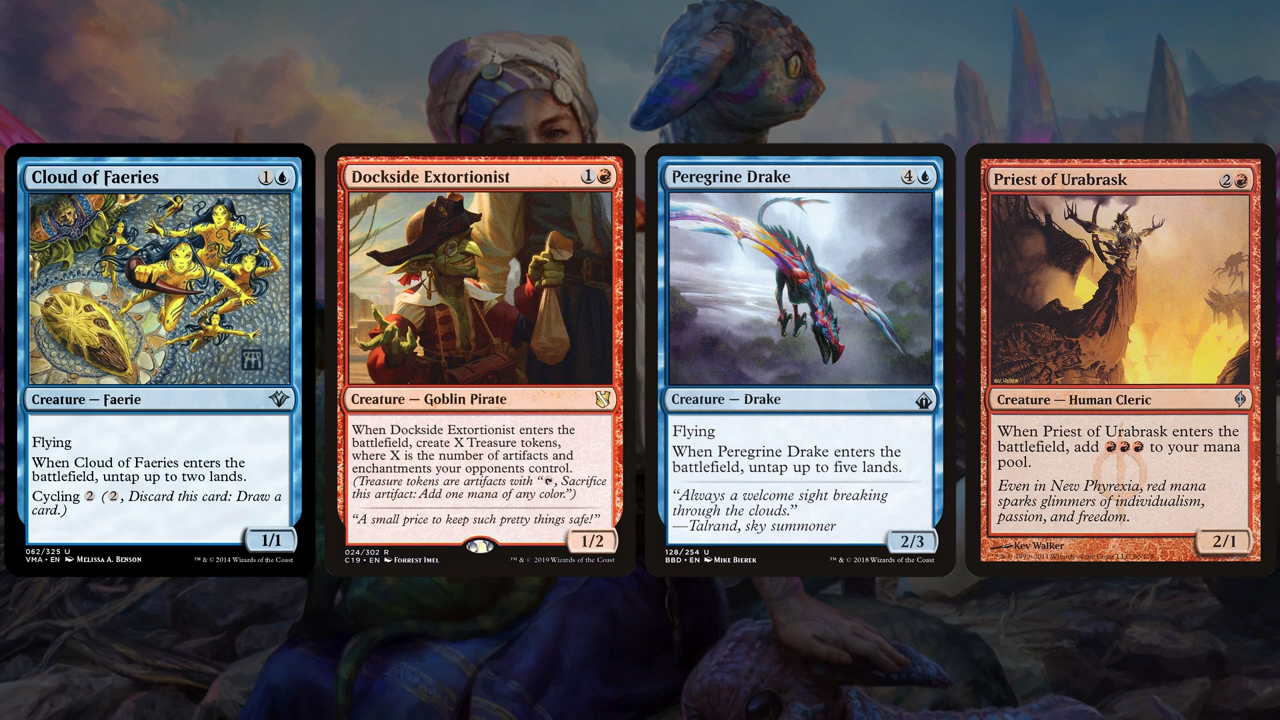 Cloud of Faeries 1
Creature — Faerie
Flying
When Cloud of Faeries enters the
battlefield, untap up to two lands.
Cycling 2 (2, Discard this card: Draw a
card.)
1/1
062/325 U
VMA • EN Melissa A. Benson
™ & © 2014 Wizards of the Coast
Dockside Extortionist 1
Creature — Goblin Pirate
When Dockside Extortionist enters the
battlefield, create X Treasure tokens,
where X is the number of artifacts and
enchantments your opponents control.
(Treasure tokens are artifacts with “, Sacrifice
this artifact: Add one mana of any color.”)
“A small price to keep such pretty things safe!”
1/2
024/302 R
C19 • EN Forrest Imel
™ & © 2019 Wizards of the Coast
Peregrine Drake 4
Creature — Drake
Flying
When Peregrine Drake enters the
battlefield, untap up to five lands.
“Always a welcome sight breaking
through the clouds.”
—Talrand, sky summoner
2/3
128/254 U
BBD • EN Mike Bierek
™ & © 2018 Wizards of the Coast
Priest of Urabrask 2
Creature — Human Cleric
When Priest of Urabrask enters the
battlefield, add to your mana
pool.
Even in New Phyrexia, red mana
sparks glimmers of individualism,
passion, and freedom.
2/1
Kev Walker